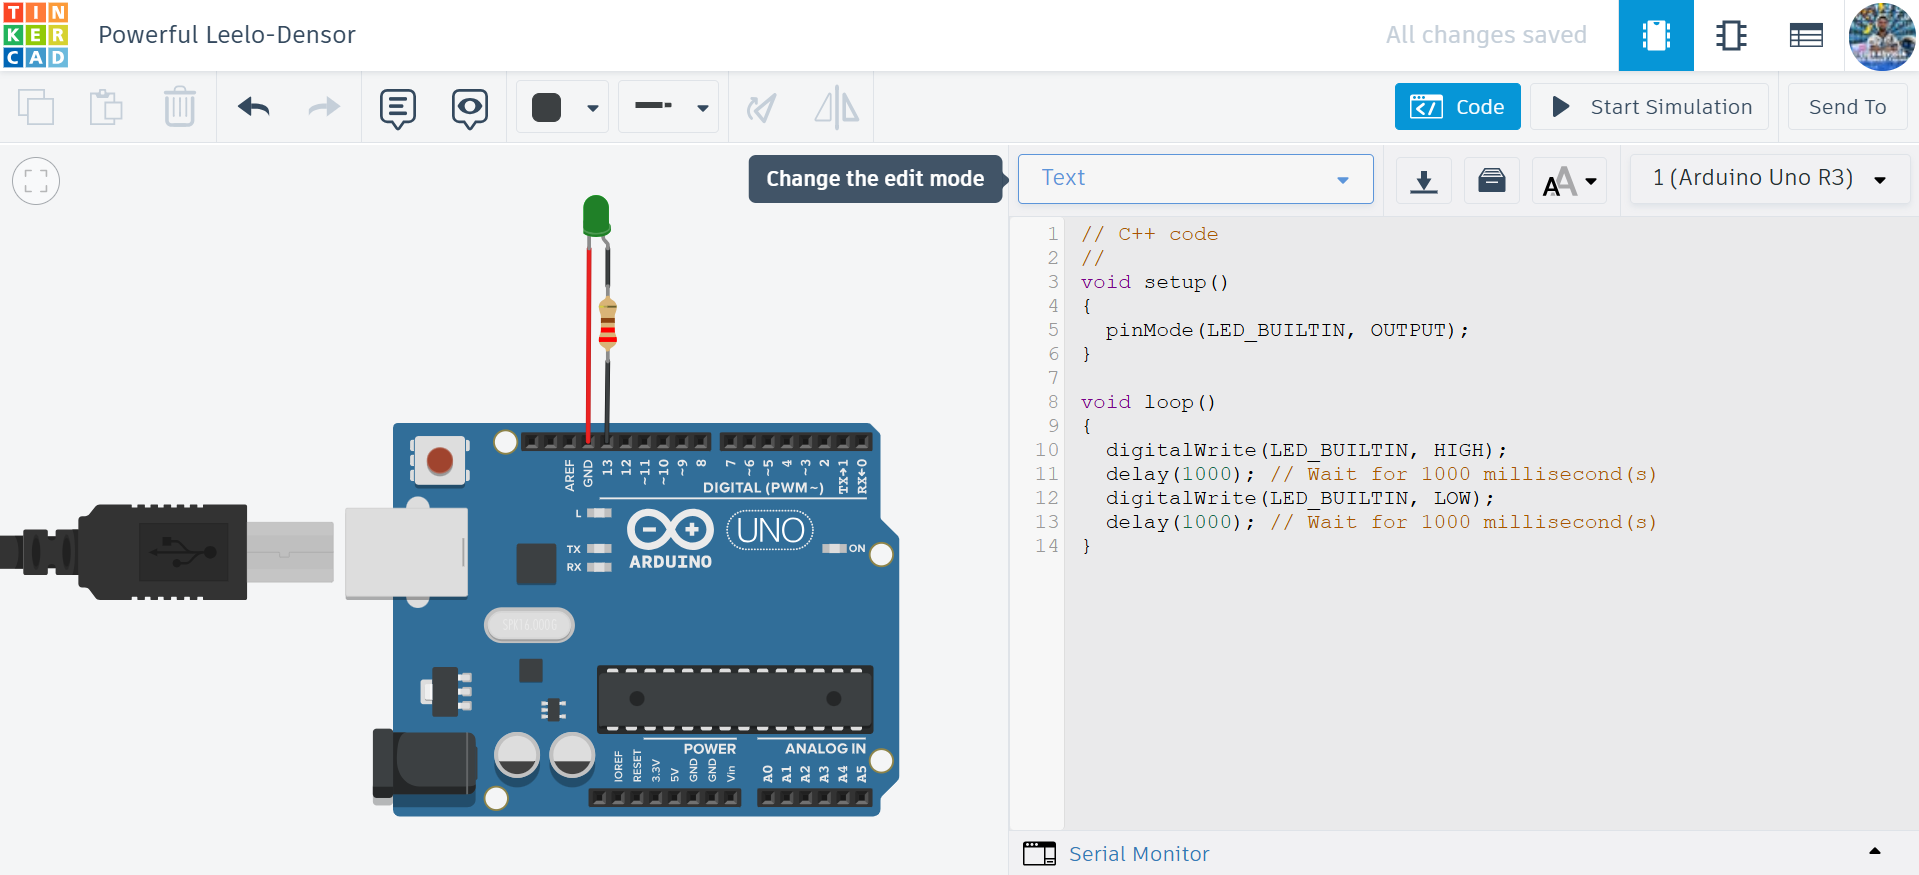 TIN
KER
CAD
Powerful Leelo-Densor
All changes saved
Code
Start Simulation
Send To
Change the edit mode
Text
AA
1 (Arduino Uno R3)
1 // C++ code
2 //
3 void setup()
4 {
5 pinMode(LED_BUILTIN, OUTPUT);
6 }
7
8 void loop()
9 {
10 digitalWrite(LED_BUILTIN, HIGH);
11 delay(1000); // Wait for 1000 millisecond(s)
12 digitalWrite(LED_BUILTIN, LOW);
13 delay(1000); // Wait for 1000 millisecond(s)
14 }
AREF
GND
13
12
~11
~10
~9
8
7
~6
~5
4
~3
2
TX→1
RX←0
DIGITAL (PWM~)
L
TX
RX
ARDUINO
UNO
ON
SPK16.000G
POWER
ANALOG IN
IOREF
RESET
3.3V
5V
GND
GND
Vin
A0
A1
A2
A3
A4
A5
Serial Monitor